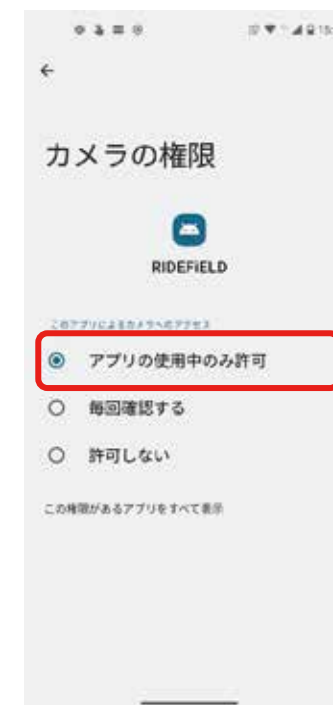 カメラの権限
RIDEFiELD
このアプリによるカメラへのアクセス
アプリの使用中のみ許可
毎回確認する
許可しない
この権限があるアプリをすべて表示